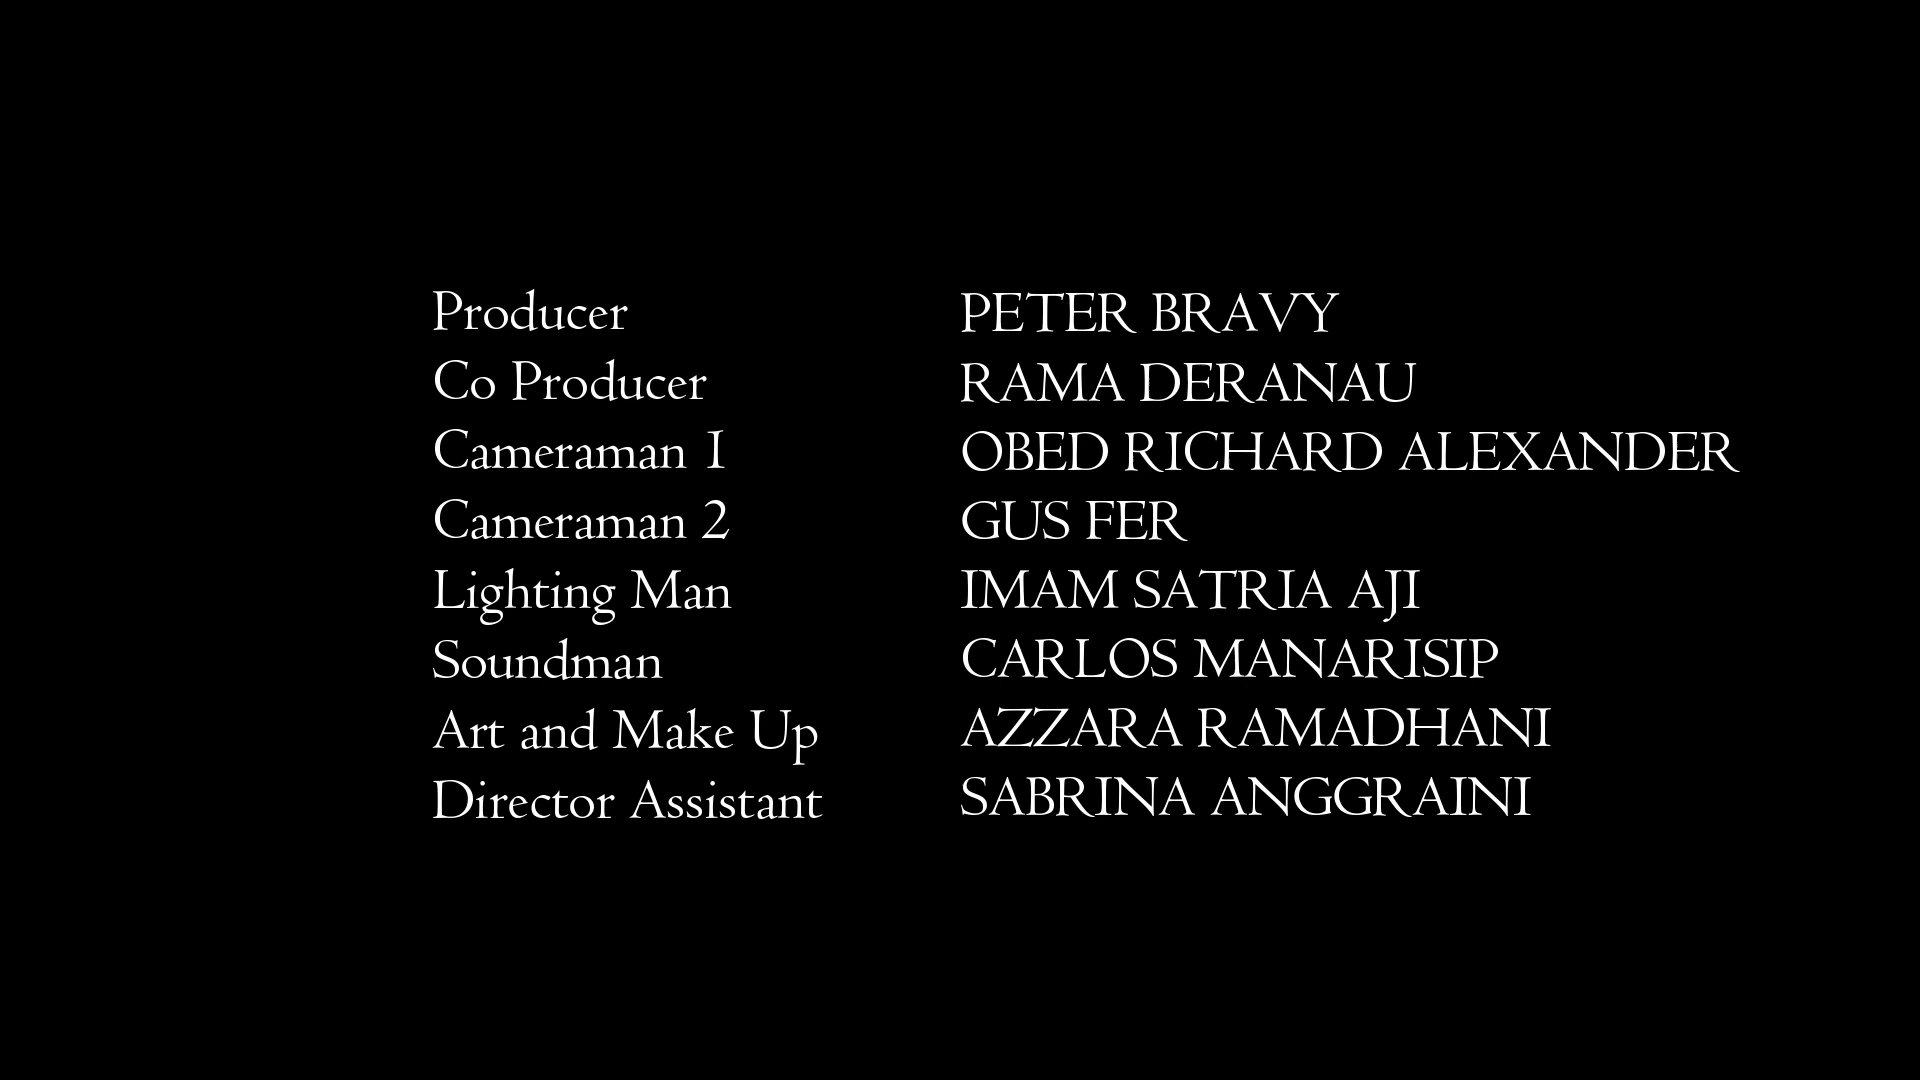 Producer PETER BRAVY
Co Producer RAMA DERANAU
Cameraman 1 OBED RICHARD ALEXANDER
Cameraman 2 GUS FER
Lighting Man IMAM SATRIA AJI
Soundman CARLOS MANARISIP
Art and Make Up AZZARA RAMADHANI
Director Assistant SABRINA ANGGRAINI